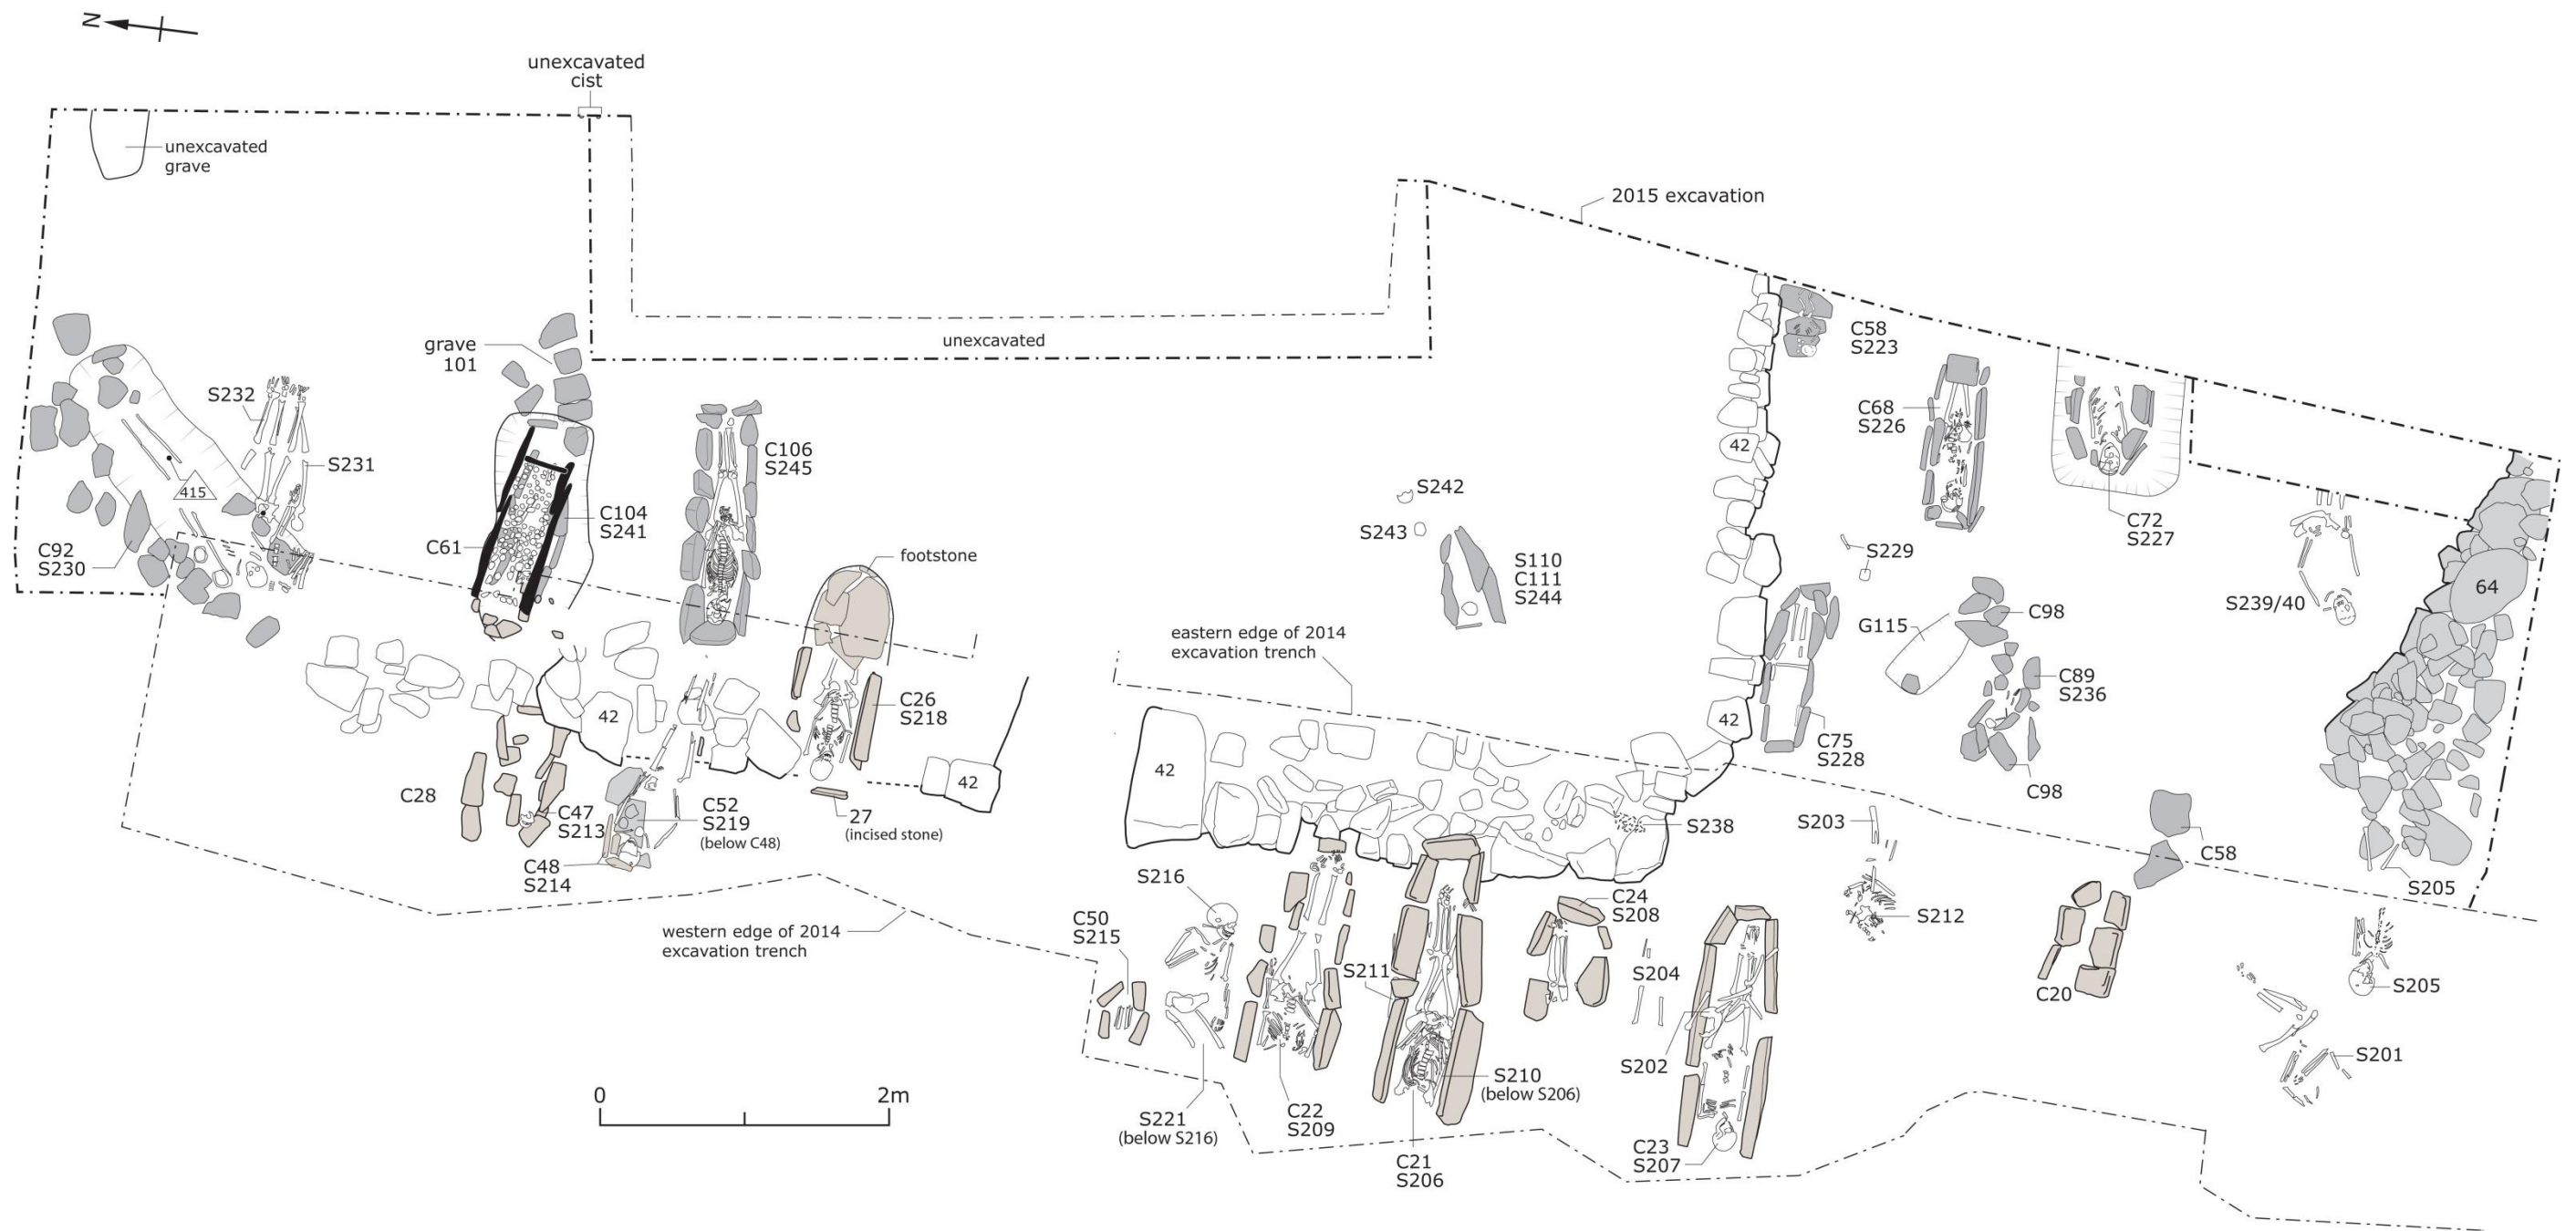 N
unexcavated
cist
unexcavated
grave
2015 excavation
unexcavated
grave
101
C58
S223
S232
C68
S226
42
C106
S245
S231
S242
415
C104
S241
C72
S227
S243
C61
C92
S230
footstone
S229
S110
C111
S244
64
S239/40
C98
G115
eastern edge of 2014
excavation trench
C89
S236
C26
S218
42
42
C75
S228
42
42
C98
C28
C52
S219
(below C48)
C47
S213
27
(incised stone)
S238
S203
C58
C48
S214
S216
S205
C24
S208
C50
S215
S212
western edge of 2014
excavation trench
S211
S204
S205
C20
S202
S201
S210
(below S206)
0
2m
S221
(below S216)
C22
S209
C23
S207
C21
S206